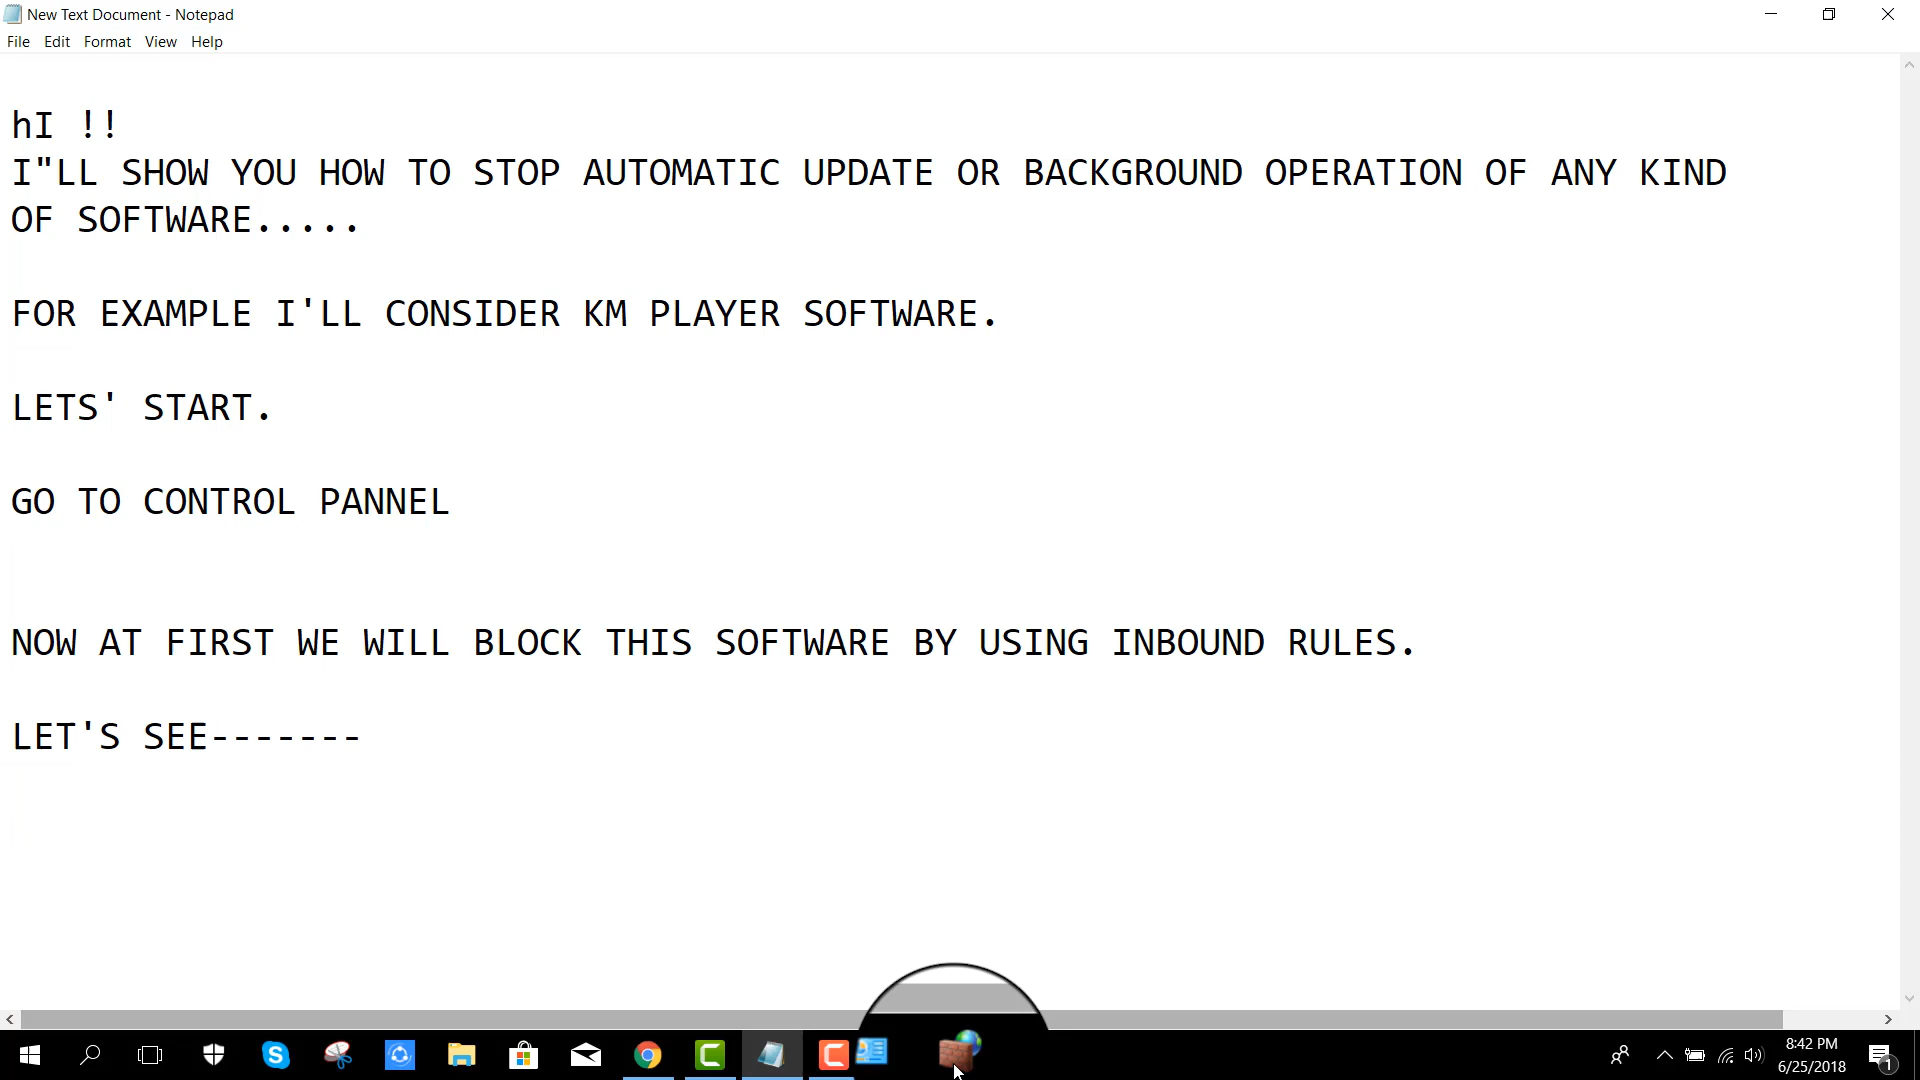 New Text Document - Notepad
File Edit Format View Help
hI !!
I"LL SHOW YOU HOW TO STOP AUTOMATIC UPDATE OR BACKGROUND OPERATION OF ANY KIND
OF SOFTWARE.....
FOR EXAMPLE I'LL CONSIDER KM PLAYER SOFTWARE.
LETS' START.
GO TO CONTROL PANNEL
NOW AT FIRST WE WILL BLOCK THIS SOFTWARE BY USING INBOUND RULES.
LET'S SEE-------
8:42 PM
6/25/2018
1